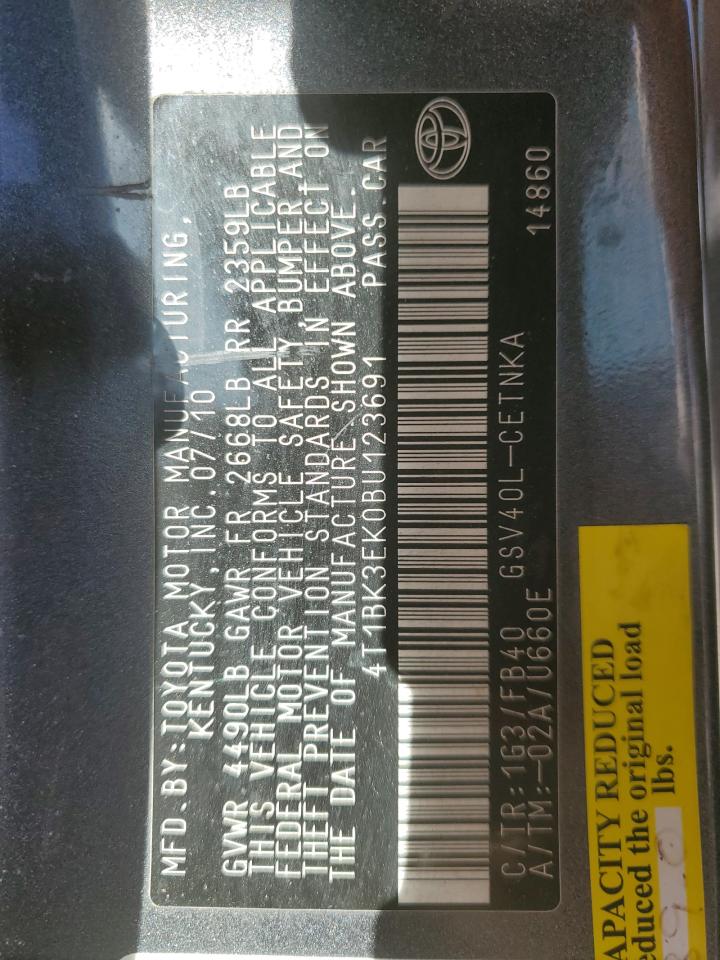 MFD.BY:TOYOTA MOTOR MANUFACTURING,
KENTUCKY,INC.07/10
GVWR 4490LB GAWR FR 2668LB RR 2359LB
THIS VEHICLE CONFORMS TO ALL APPLICABLE
FEDERAL MOTOR VEHICLE SAFETY,BUMPER,AND
THEFT PREVENTION STANDARDS IN EFFECT ON
THE DATE OF MANUFACTURE SHOWN ABOVE.
4T1BK3EK0BU123691 PASS.CAR
C/TR:1G3/FB40 GSV40L-CETNKA 14860
A/TM:-02A/U660E
APACITY REDUCED
educed the original load
lbs.